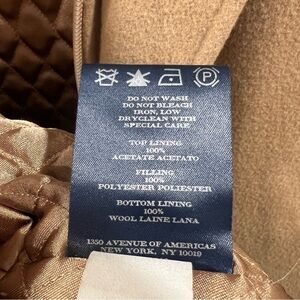 P
DO NOT WASH
DO NOT BLEACH
IRON, LOW
DRYCLEAN WITH
SPECIAL CARE
TOP LINING
100%
ACETATE ACETATO
FILLING
100%
POLYESTER POLIESTER
BOTTOM LINING
100%
WOOL LAINE LANA
1350 AVENUE OF AMERICAS
NEW YORK, NY 10019